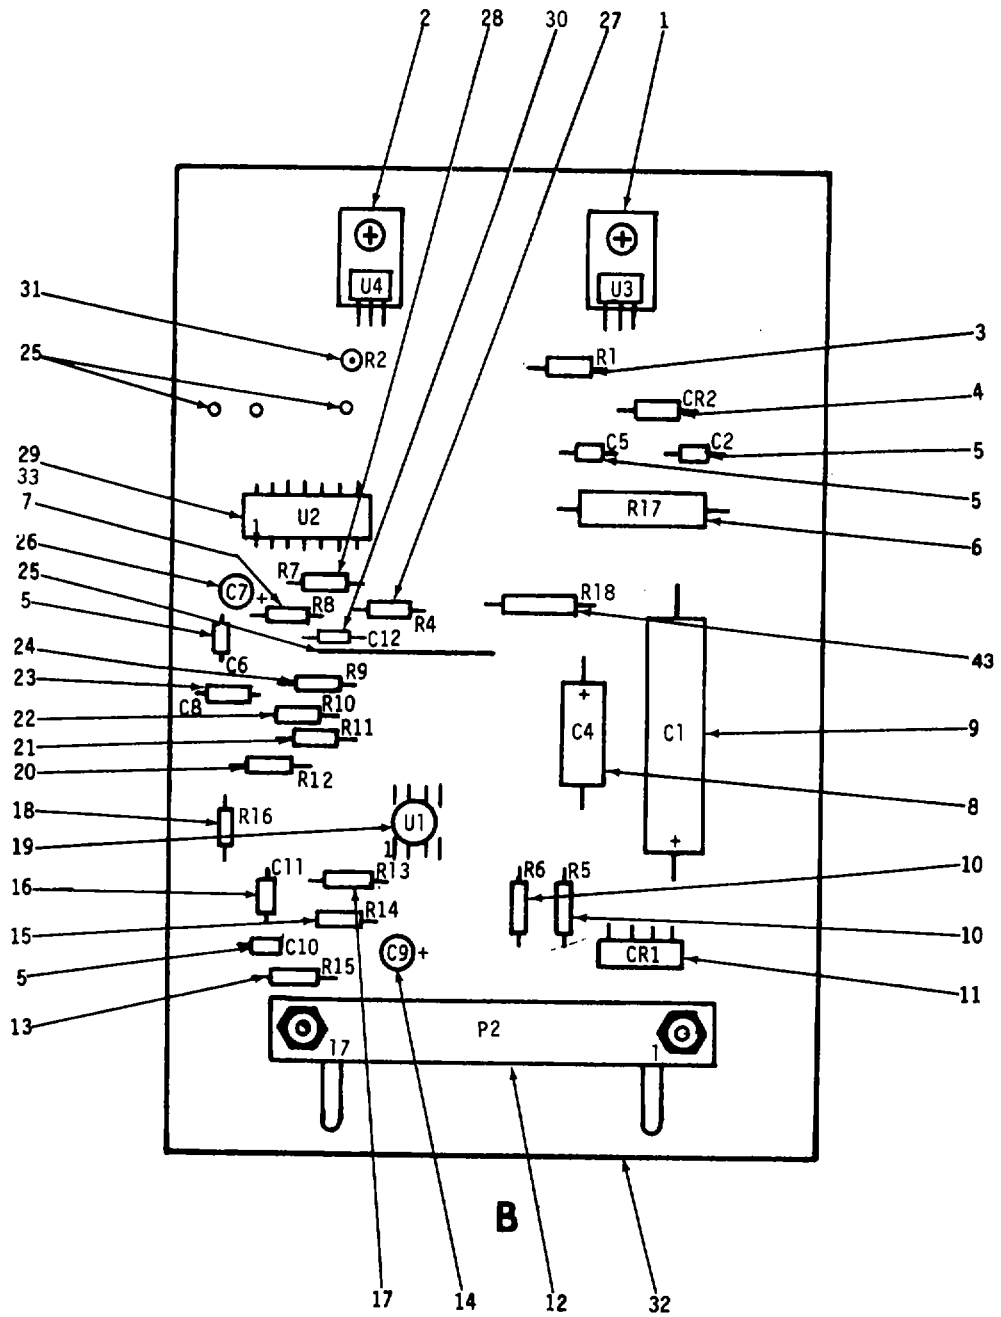 2 28 30 27 1
U4 U3
31 R2 R1 3
25 CR2 4
C5 C2 5
29 5
33 U2 1 R17
7 6
26 R7
25 C7 + R8 R4 R18
5 C12 43
24 C6 R9
23 C8 + C4 C1 9
22 R10
21 R11
20 R12 8
18 R16 U1
19 1 +
16 C11 R13 R6 R5 10
15 R14 10
5 C10 C9 + CR1
13 R15 11
17 P2 1
B
17 14 12 32